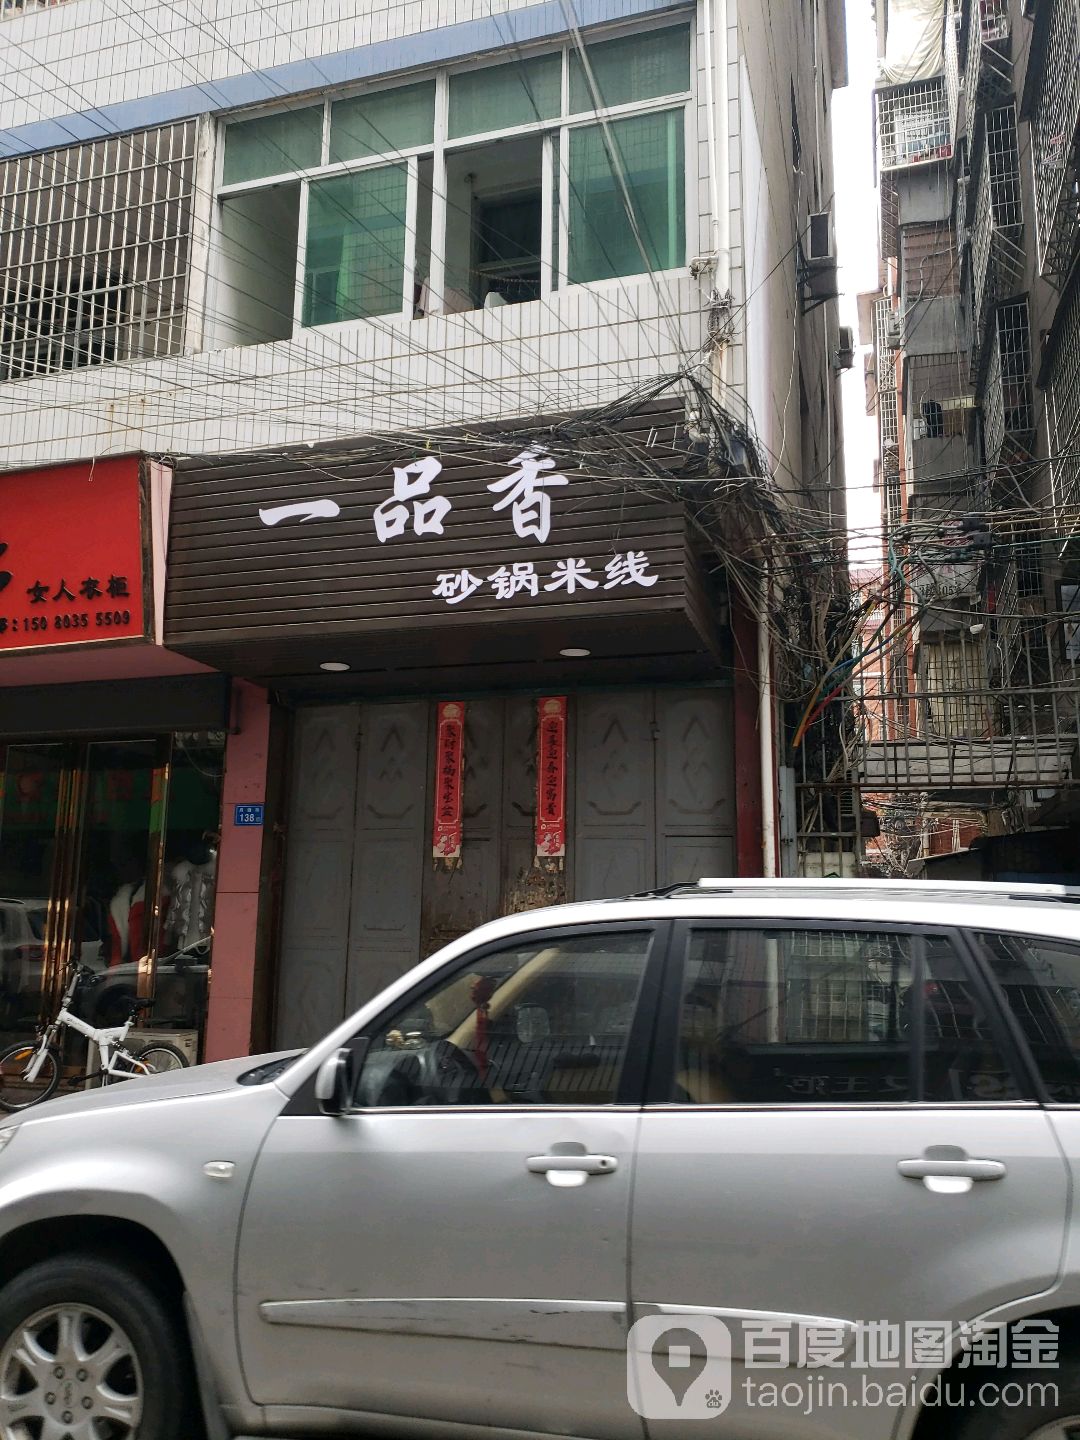 一品香
砂锅米线
女人衣柜
: 150 8035 5509
138
百度地图淘金
taojin.baidu.com